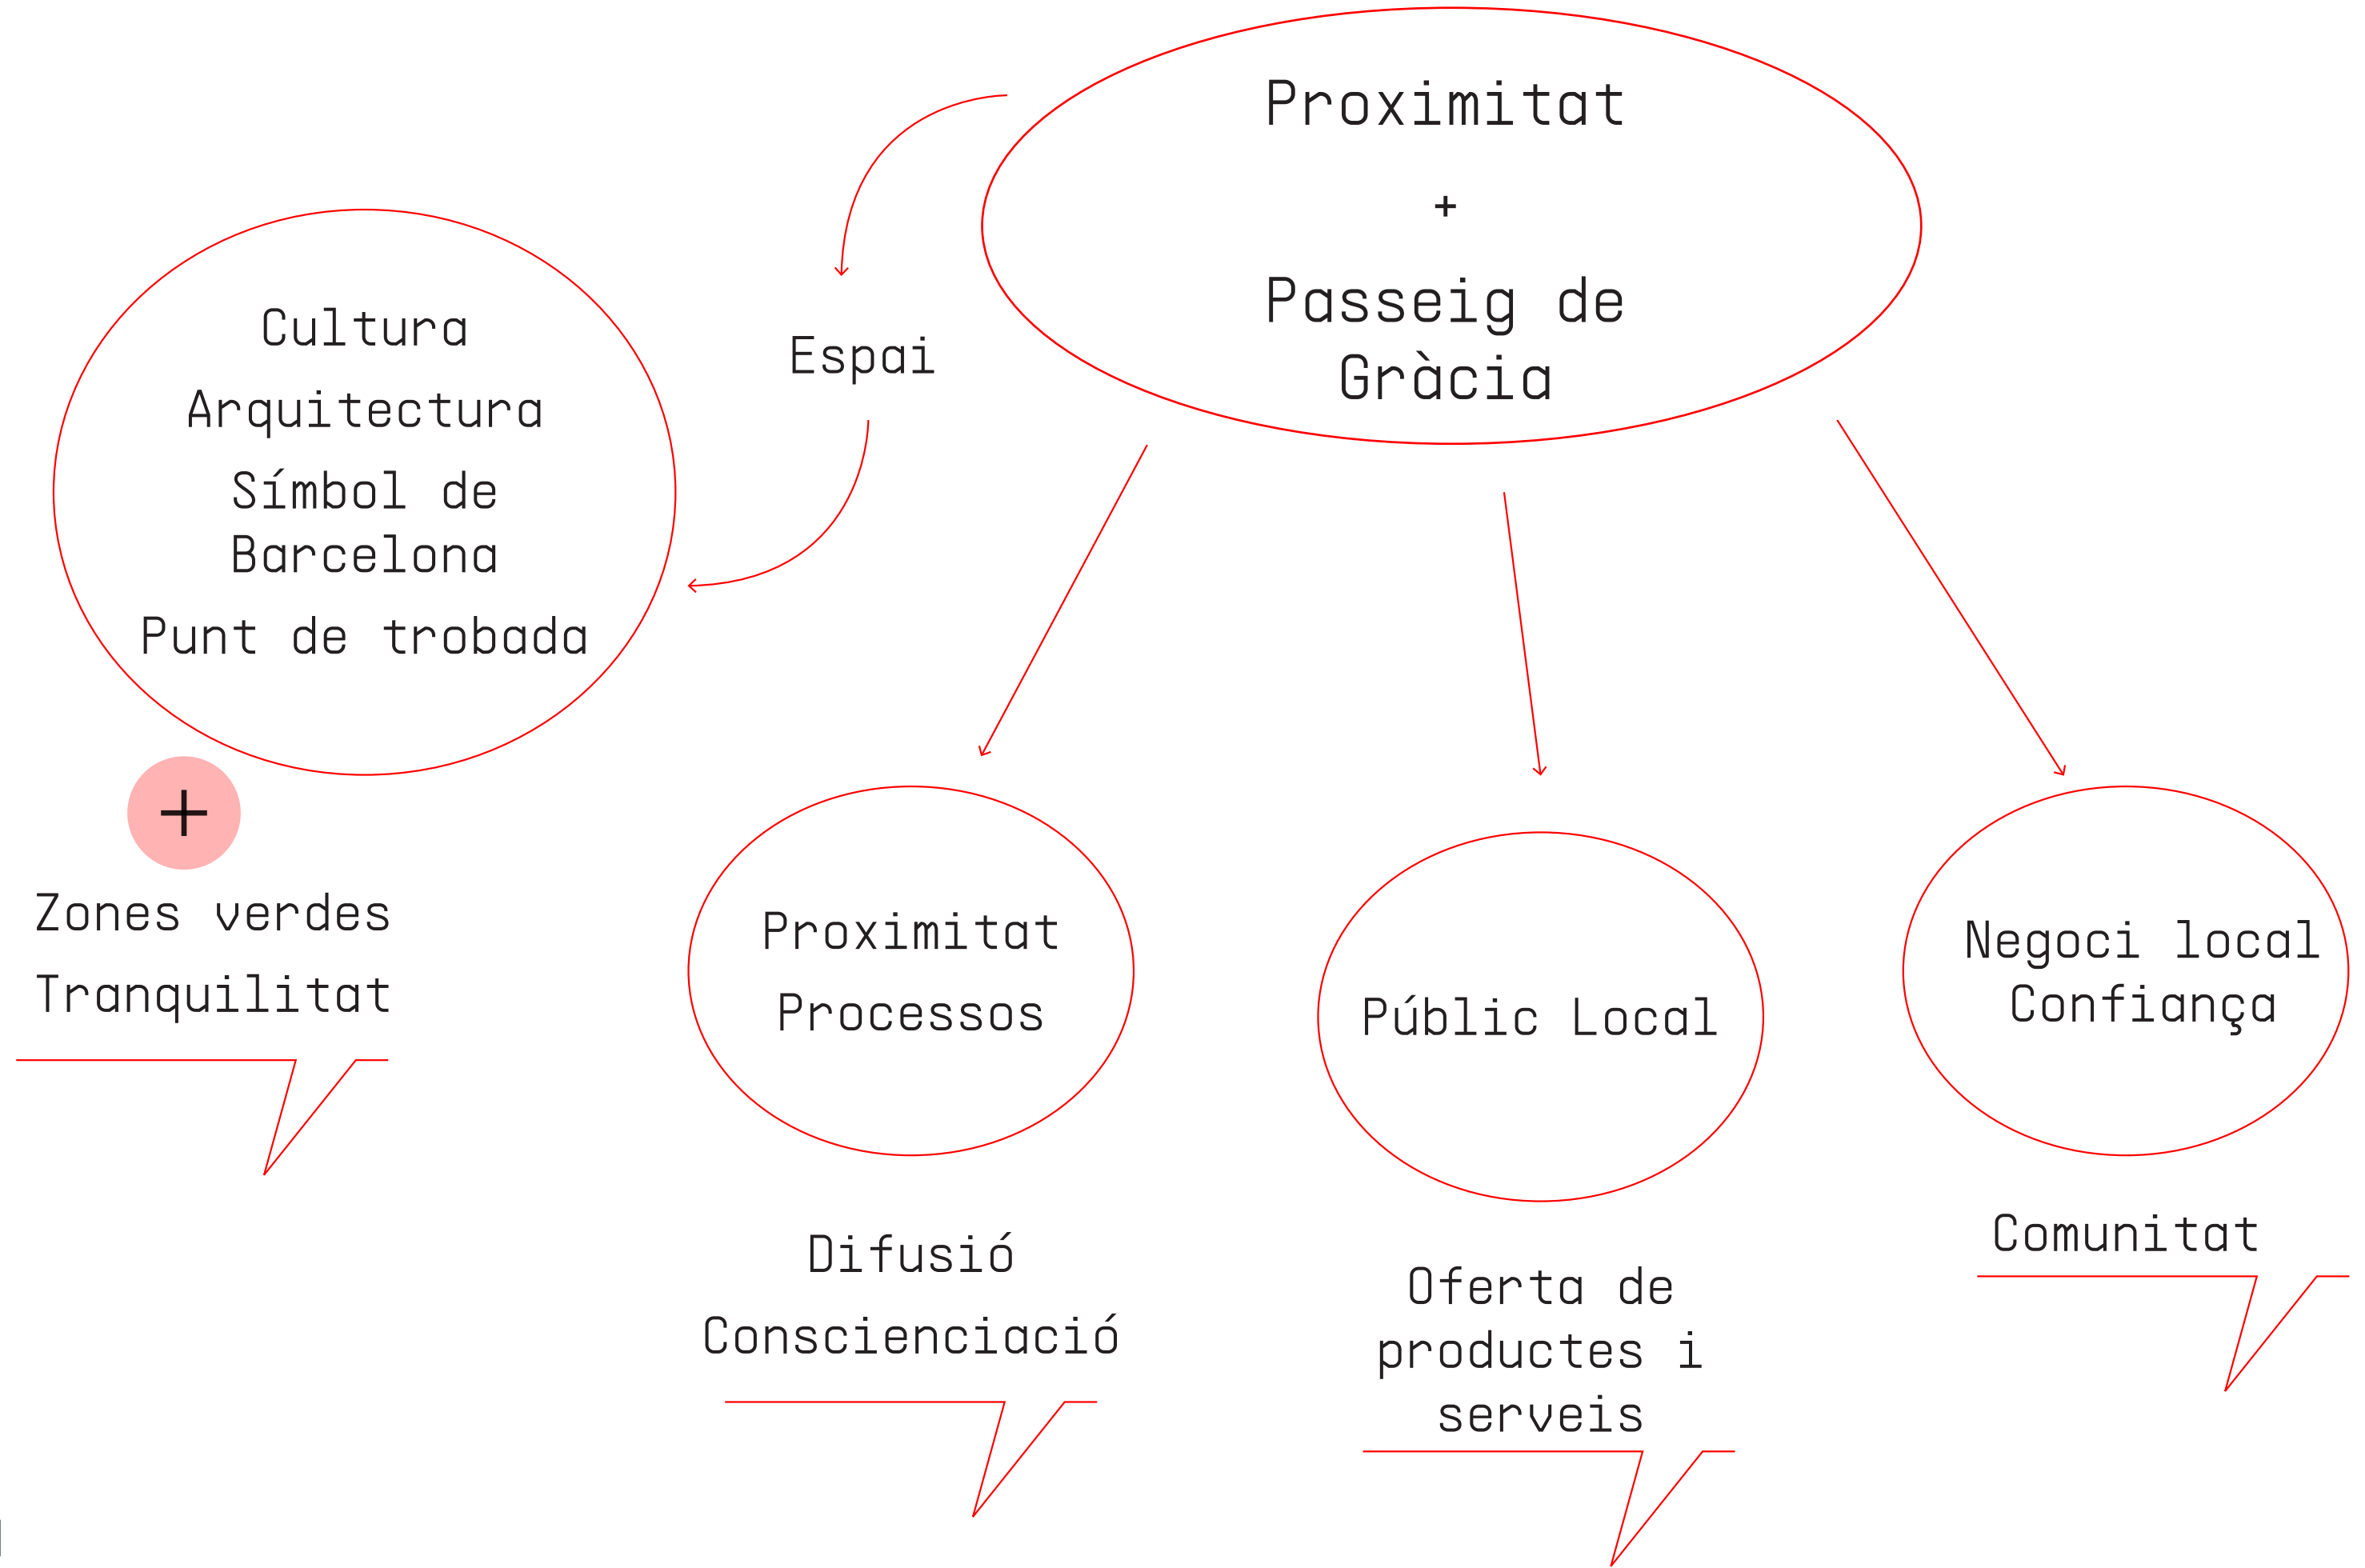 Proximitat
+
Passeig de
Gràcia
Espai
Cultura
Arquitectura
Símbol de
Barcelona
Punt de trobada
+
Zones verdes
Tranquilitat
Proximitat
Processos
Difusió
Consciencicció
Públic Local
Oferta de
productes i
serveis
Negoci local
Confiança
Comunitat